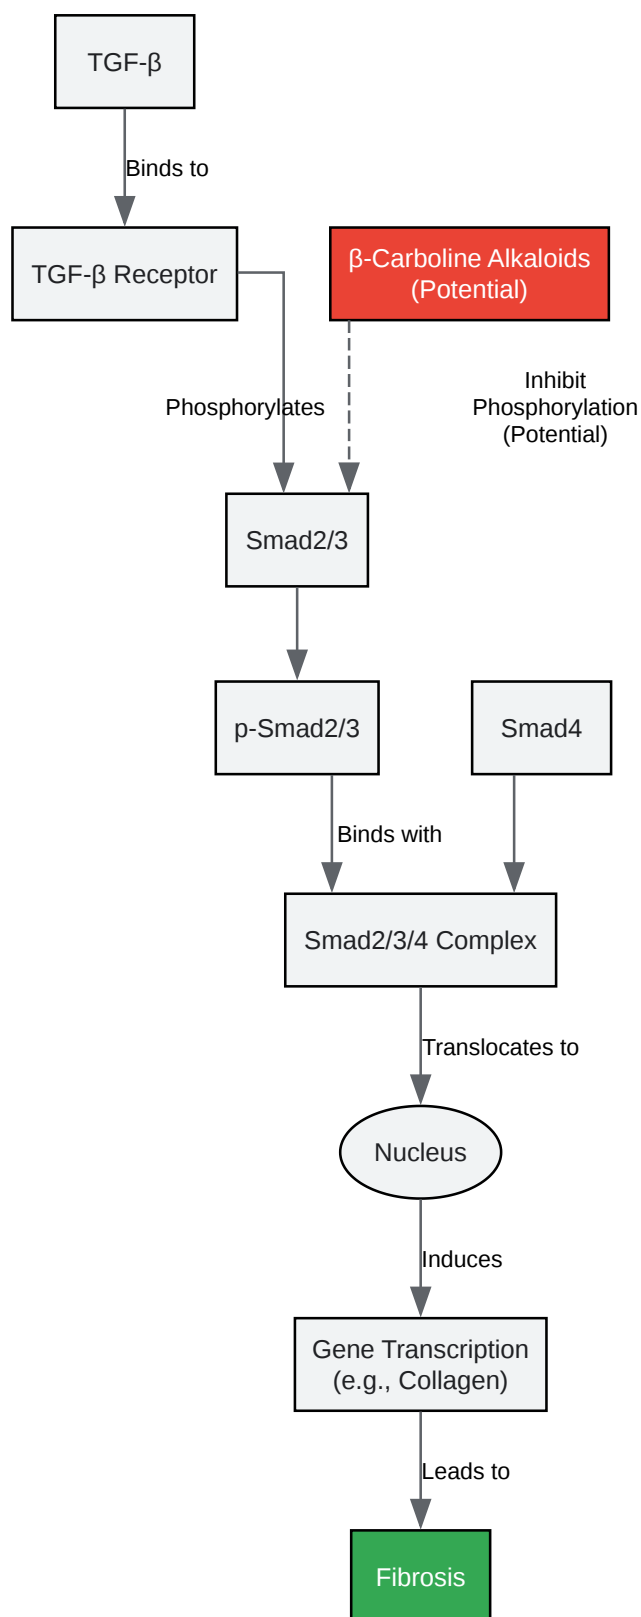 TGF-β
Binds to
TGF-β Receptor
β-Carboline Alkaloids
(Potential)
Phosphorylates
Inhibit
Phosphorylation
(Potential)
Smad2/3
p-Smad2/3
Smad4
Binds with
Smad2/3/4 Complex
Translocates to
Nucleus
Induces
Gene Transcription
(e.g., Collagen)
Leads to
Fibrosis